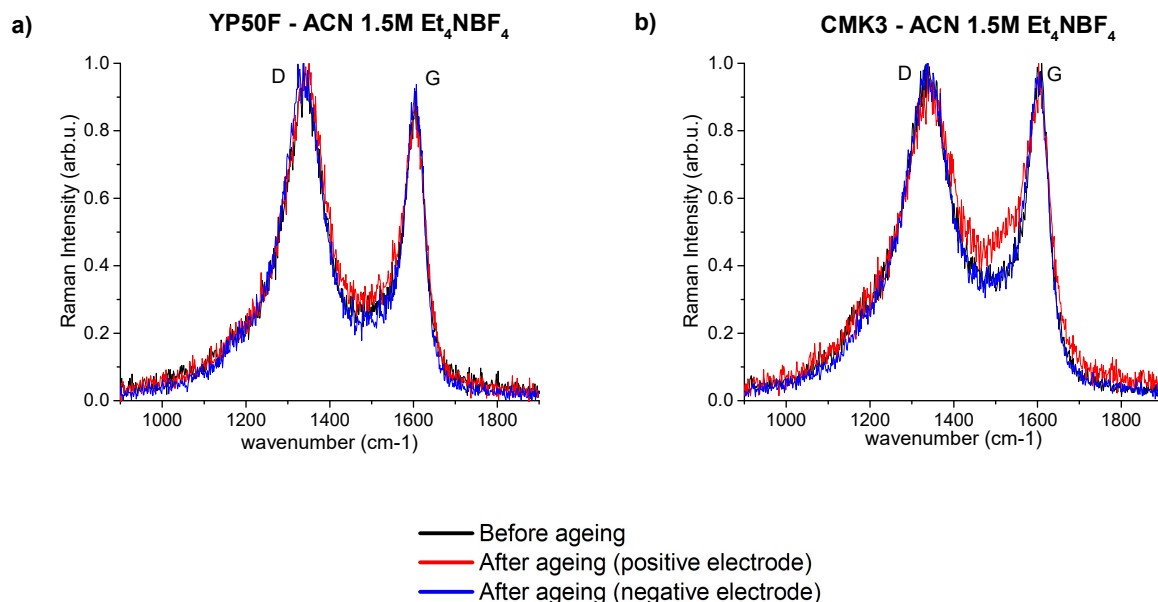 a)
YP50F - ACN 1.5M Et₄NBF₄
D
G
Raman Intensity (arb.u.)
1.0
0.8
0.6
0.4
0.2
0.0
1000 1200 1400 1600 1800
wavenumber (cm-1)
b)
CMK3 - ACN 1.5M Et₄NBF₄
D
G
Raman Intensity (arb.u.)
1.0
0.8
0.6
0.4
0.2
0.0
1000 1200 1400 1600 1800
wavenumber (cm-1)
Before ageing
After ageing (positive electrode)
After ageing (negative electrode)